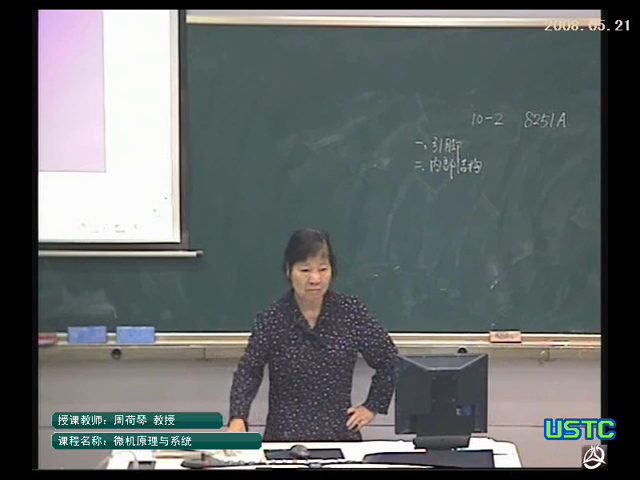 2008.05.21
10-2 8251A
一、引脚
二、内部结构
授课教师：周荷琴 教授
课程名称：微机原理与系统
USTC